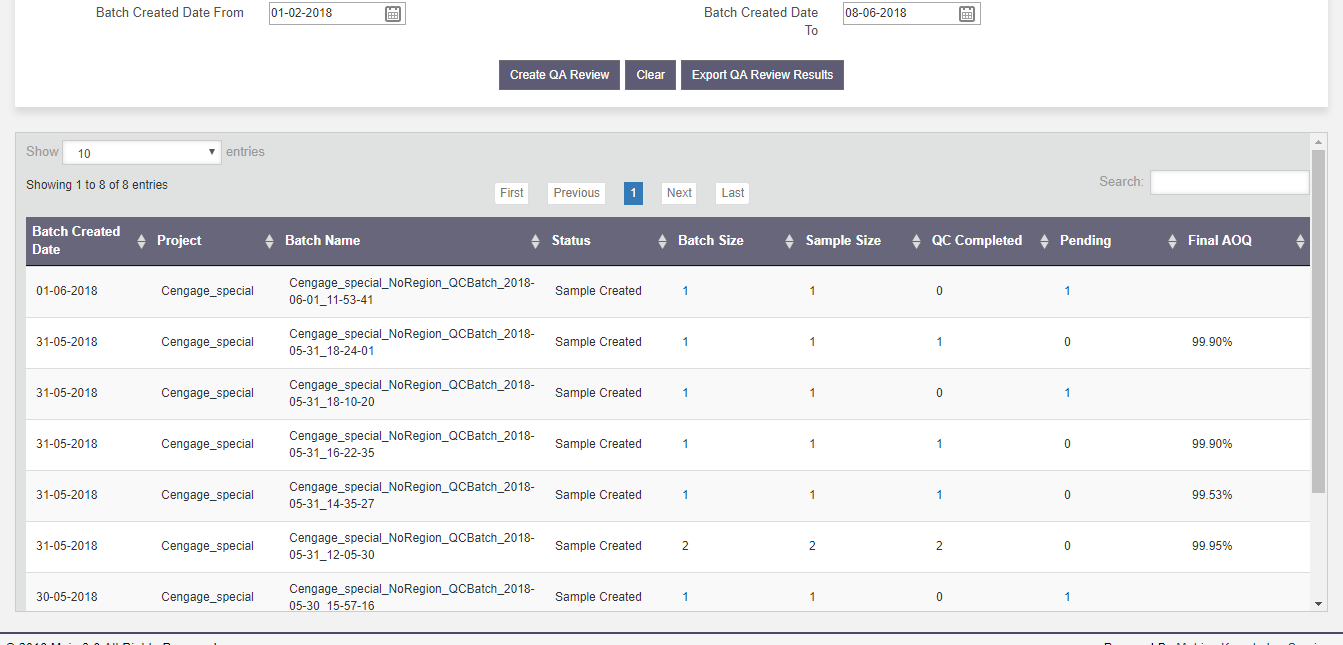 Batch Created Date From 01-02-2018 Batch Created Date To 08-06-2018
Create QA Review Clear Export QA Review Results
Show 10 entries
Showing 1 to 8 of 8 entries
First Previous 1 Next Last
Search:
Batch Created Date Project Batch Name Status Batch Size Sample Size QC Completed Pending Final AOQ
01-06-2018 Cengage_special Cengage_special_NoRegion_QCBatch_2018-06-01_11-53-41 Sample Created 1 1 0 1
31-05-2018 Cengage_special Cengage_special_NoRegion_QCBatch_2018-05-31_18-24-01 Sample Created 1 1 1 0 99.90%
31-05-2018 Cengage_special Cengage_special_NoRegion_QCBatch_2018-05-31_18-10-20 Sample Created 1 1 0 1
31-05-2018 Cengage_special Cengage_special_NoRegion_QCBatch_2018-05-31_16-22-35 Sample Created 1 1 1 0 99.90%
31-05-2018 Cengage_special Cengage_special_NoRegion_QCBatch_2018-05-31_14-35-27 Sample Created 1 1 1 0 99.53%
31-05-2018 Cengage_special Cengage_special_NoRegion_QCBatch_2018-05-31_12-05-30 Sample Created 2 2 2 0 99.95%
30-05-2018 Cengage_special Cengage_special_NoRegion_QCBatch_2018-05-30_15-57-16 Sample Created 1 1 0 1